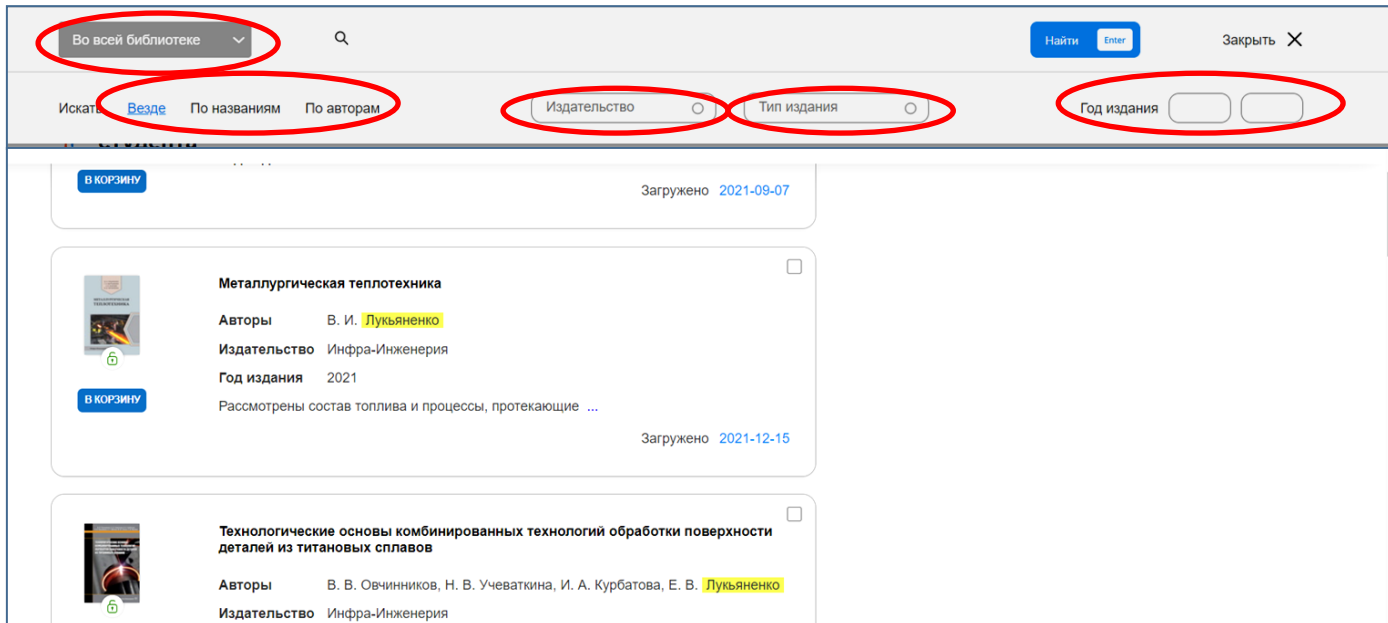 Во всей библиотеке
Найти Enter
Закрыть
Искать Везде По названиям По авторам
Издательство
Тип издания
Год издания
В КОРЗИНУ
Загружено 2021-09-07
Металлургическая теплотехника
Авторы В. И. Лукьяненко
Издательство Инфра-Инженерия
Год издания 2021
В КОРЗИНУ
Рассмотрены состав топлива и процессы, протекающие ...
Загружено 2021-12-15
Технологические основы комбинированных технологий обработки поверхности
деталей из титановых сплавов
Авторы В. В. Овчинников, Н. В. Учеваткина, И. А. Курбатова, Е. В. Лукьяненко
Издательство Инфра-Инженерия